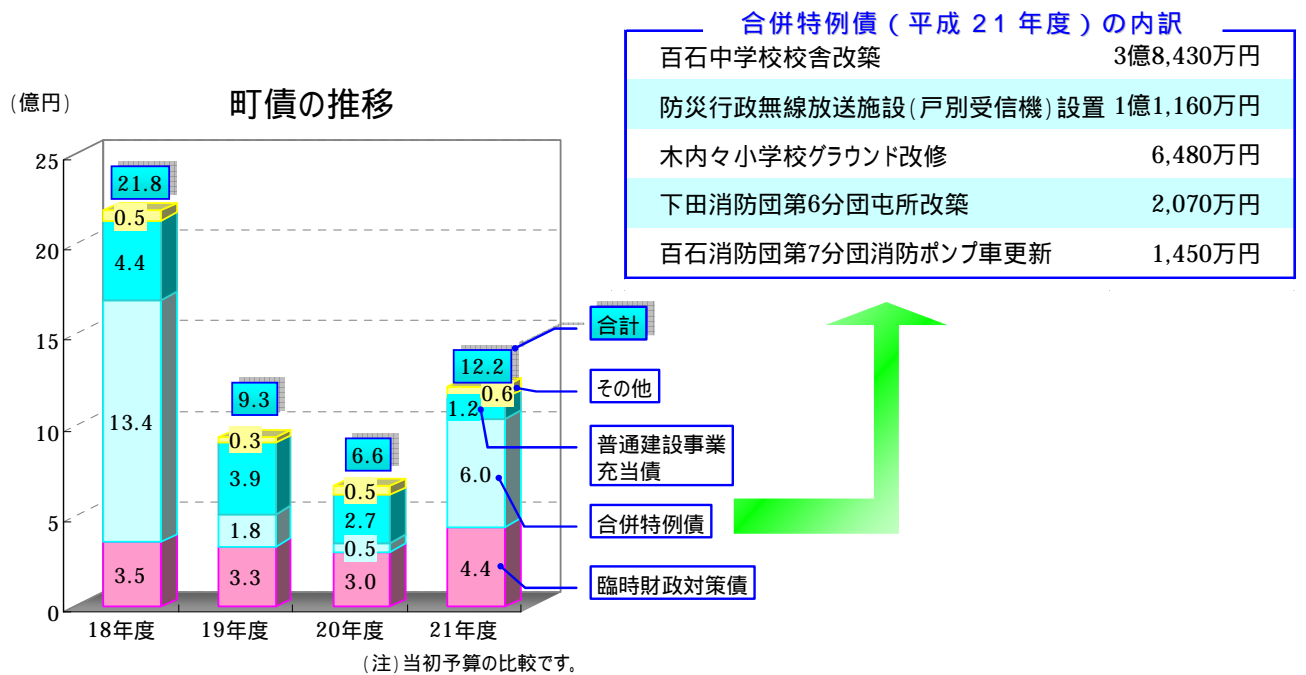 合併特例債(平成 21 年度)の内訳
百石中学校校舎改築 3億8,430万円
防災行政無線放送施設(戸別受信機)設置 1億1,160万円
木内々小学校グラウンド改修 6,480万円
下田消防団第6分団屯所改築 2,070万円
百石消防団第7分団消防ポンプ車更新 1,450万円
(億円)
町債の推移
25
20
15
10
5
0
21.8
0.5
4.4
13.4
3.5
9.3
0.3
3.9
1.8
3.3
6.6
0.5
2.7
0.5
3.0
12.2
0.6
1.2
6.0
4.4
合計
その他
普通建設事業
充当債
合併特例債
臨時財政対策債
18年度 19年度 20年度 21年度
(注)当初予算の比較です。